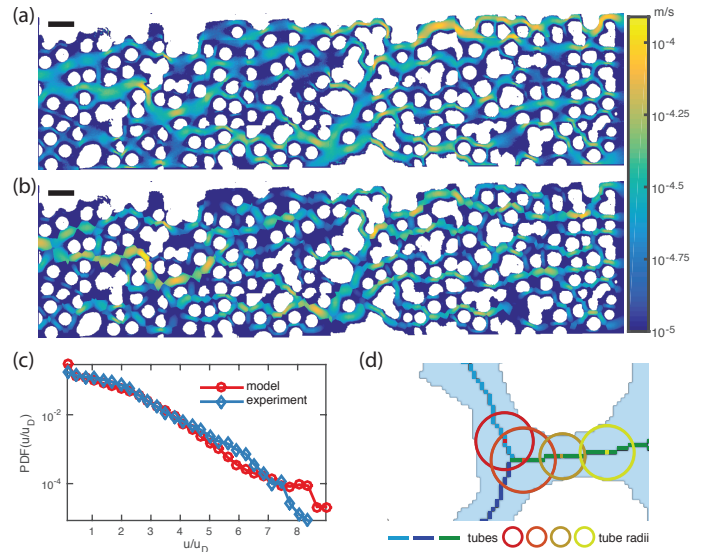 (a)
m/s
10^-4
10^-4.25
10^-4.5
10^-4.75
10^-5
(b)
(c)
PDF(u/u_D)
10^-2
10^-4
model
experiment
1 2 3 4 5 6 7 8
u/u_D
(d)
tubes
tube radii